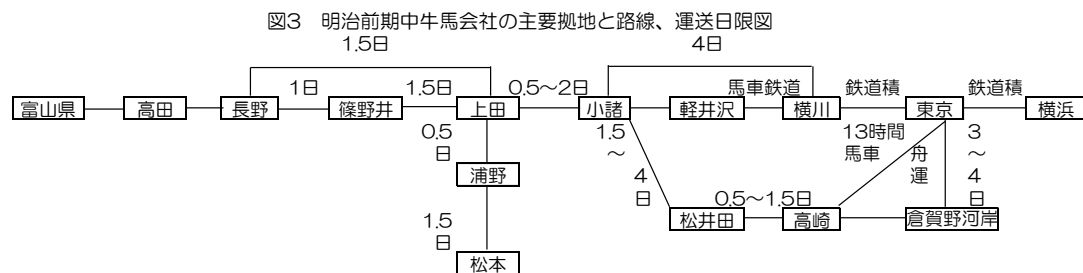 図3 明治前期中牛馬会社の主要拠地と路線、運送日限図
1.5日
4日
1日
1.5日
0.5～2日
馬車鉄道
鉄道積
鉄道積
富山県
高田
長野
篠野井
上田
小諸
軽井沢
横川
東京
横浜
0.5日
1.5～4日
13時間
馬車
舟運
3～4日
浦野
0.5～1.5日
松井田
高崎
倉賀野河岸
1.5日
松本